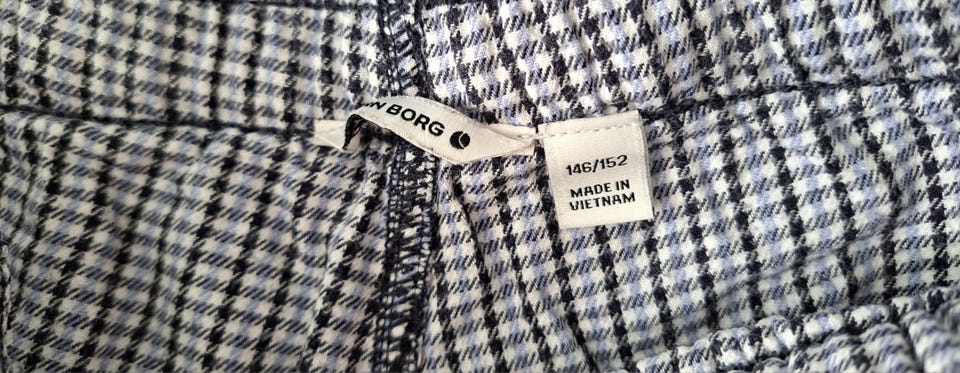 N BORG
146/152
MADE IN
VIETNAM